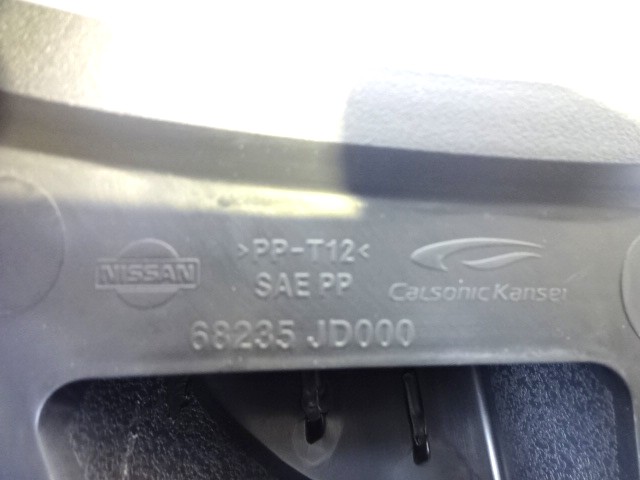 NISSAN
>PP-T12<
SAE PP
CaLsonicKansei
68235 JD000